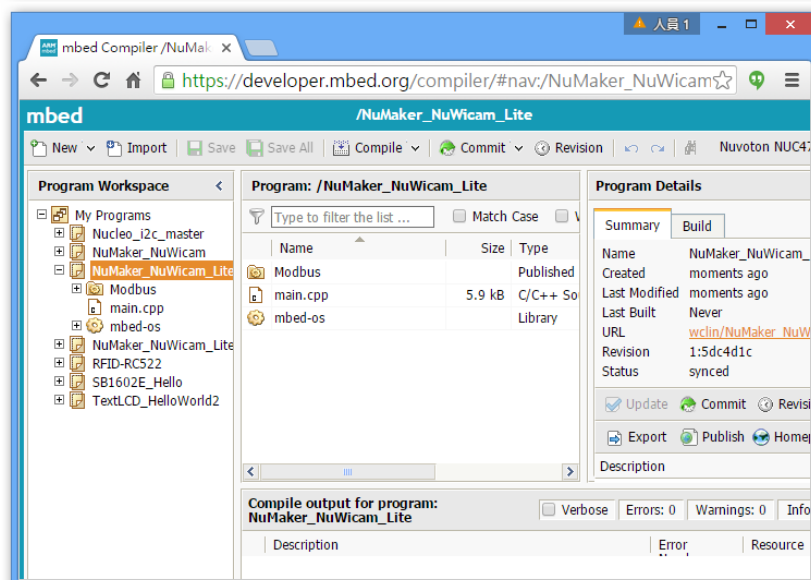 人員 1
ARM mbed
mbed Compiler /NuMak
https://developer.mbed.org/compiler/#nav:/NuMaker_NuWicam
mbed
/NuMaker_NuWicam_Lite
New Import Save Save All Compile Commit Revision Nuvoton NUC47
Program Workspace
My Programs
Nucleo_i2c_master
NuMaker_NuWicam
NuMaker_NuWicam_Lite
Modbus
main.cpp
mbed-os
NuMaker_NuWicam_Lite
RFID-RC522
SB1602E_Hello
TextLCD_HelloWorld2
Program: /NuMaker_NuWicam_Lite
Type to filter the list ... Match Case
Name Size Type
Modbus Published
main.cpp 5.9 kB C/C++ Sou
mbed-os Library
Program Details
Summary Build
Name NuMaker_NuWicam_
Created moments ago
Last Modified moments ago
Last Built Never
URL wclin/NuMaker_NuW
Revision 1:5dc4d1c
Status synced
Update Commit Revisi
Export Publish Homep
Description
Compile output for program:
NuMaker_NuWicam_Lite
Verbose Errors: 0 Warnings: 0 Info
Description Error Resource